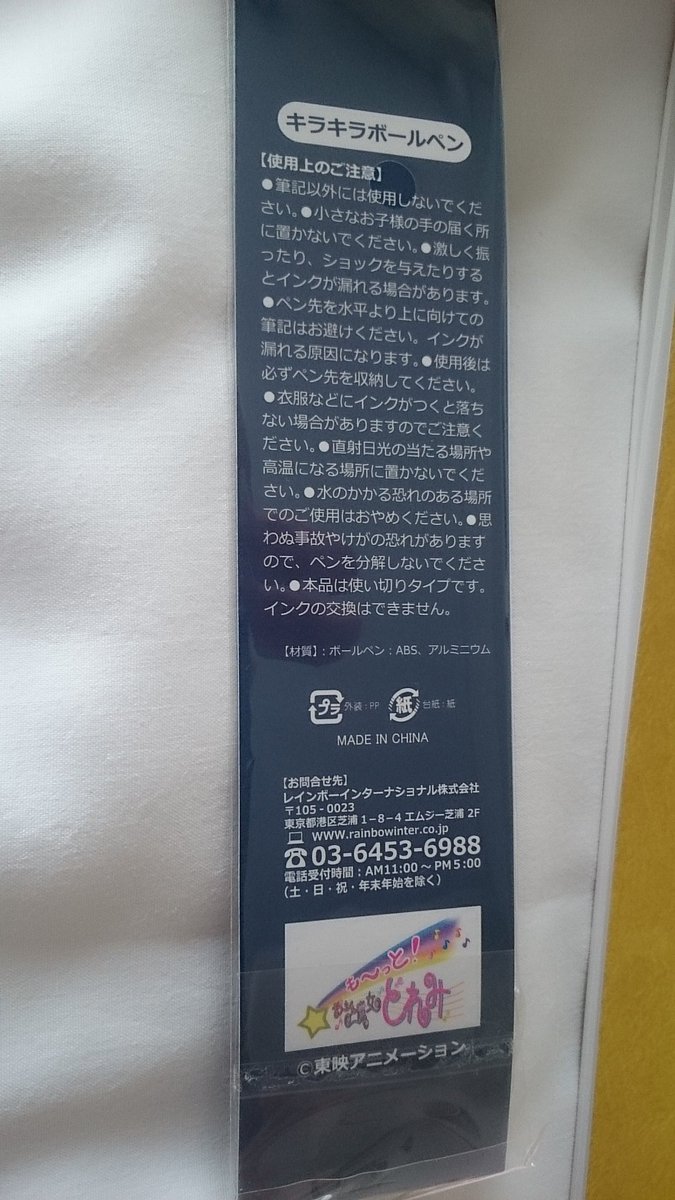 キラキラボールペン
【使用上のご注意】
●筆記以外には使用しないでくだ
さい。●小さなお子様の手の届く所
に置かないでください。●激しく振
ったり、ショックを与えたりする
とインクが漏れる場合があります。
●ペン先を水平より上に向けての
筆記はお避けください。インクが
漏れる原因になります。●使用後は
必ずペン先を収納してください。
●衣服などにインクがつくと落ち
ない場合がありますのでご注意く
ださい。●直射日光の当たる場所や
高温になる場所に置かないでくだ
さい。●水のかかる恐れのある場所
でのご使用はおやめください。●思
わぬ事故やけがの恐れがあります
ので、ペンを分解しないでくださ
い。●本品は使い切りタイプです。
インクの交換はできません。
【材質】:ボールペン:ABS、アルミニウム
プラ 外装:PP 紙 台紙:紙
MADE IN CHINA
【お問合せ先】
レインボーインターナショナル株式会社
〒105-0023
東京都港区芝浦1-8-4 エムジー芝浦 2F
www.rainbowinter.co.jp
☎03-6453-6988
電話受付時間:AM11:00~PM5:00
(土・日・祝・年末年始を除く)
も~っと!
おジャ魔女
どれみ
©東映アニメーション